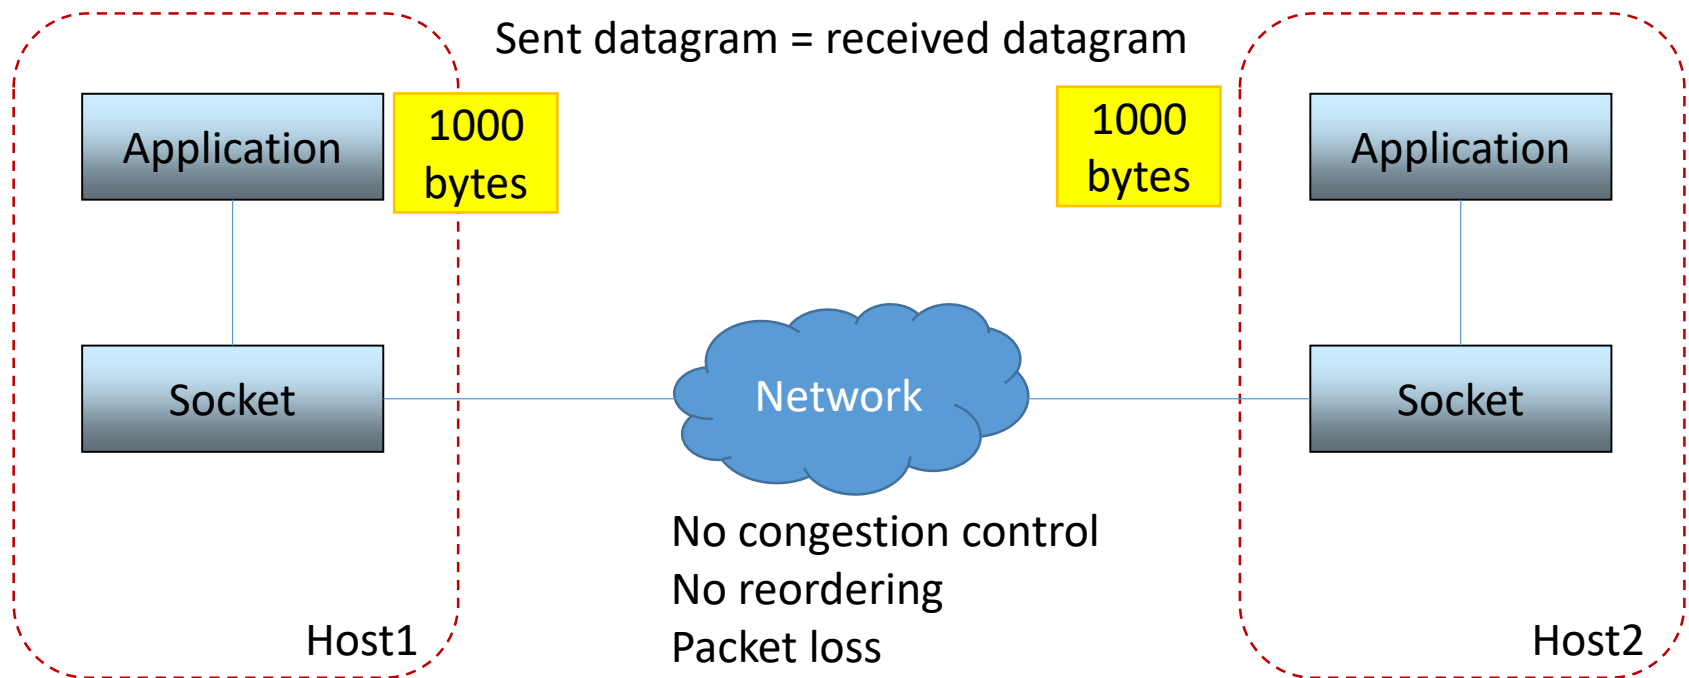 Sent datagram = received datagram
Application
1000
bytes
1000
bytes
Application
Socket
Network
Socket
No congestion control
No reordering
Packet loss
Host1
Host2